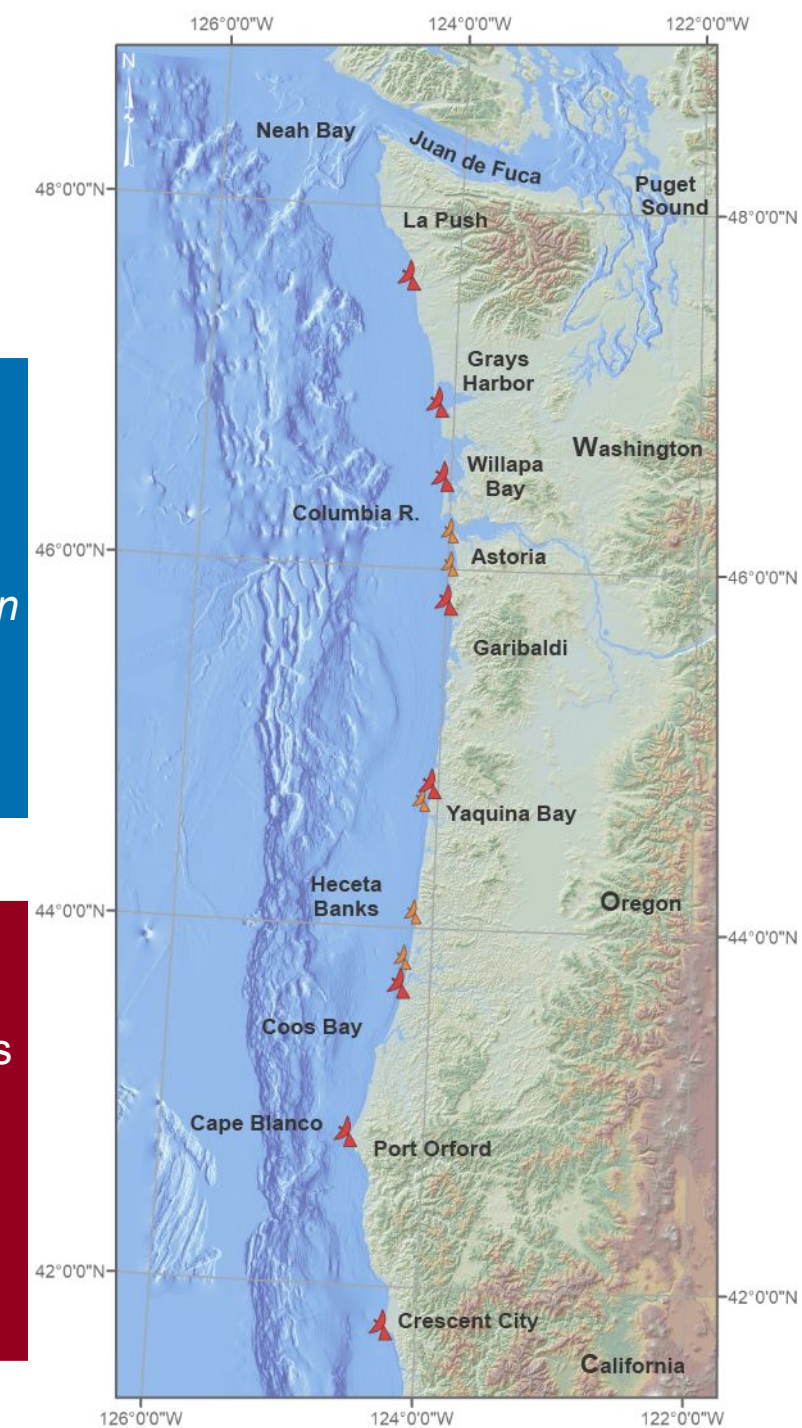 126°0'0"W
124°0'0"W
122°0'0"W
N
Neah Bay
Juan de Fuca
48°0'0"N
Puget
Sound
48°0'0"N
La Push
Grays
Harbor
Washington
Willapa
Bay
Columbia R.
46°0'0"N
Astoria
46°0'0"N
n
Garibaldi
Yaquina Bay
Heceta
Banks
Oregon
44°0'0"N
44°0'0"N
Coos Bay
s
Cape Blanco
Port Orford
42°0'0"N
42°0'0"N
Crescent City
California
126°0'0"W
124°0'0"W
122°0'0"W